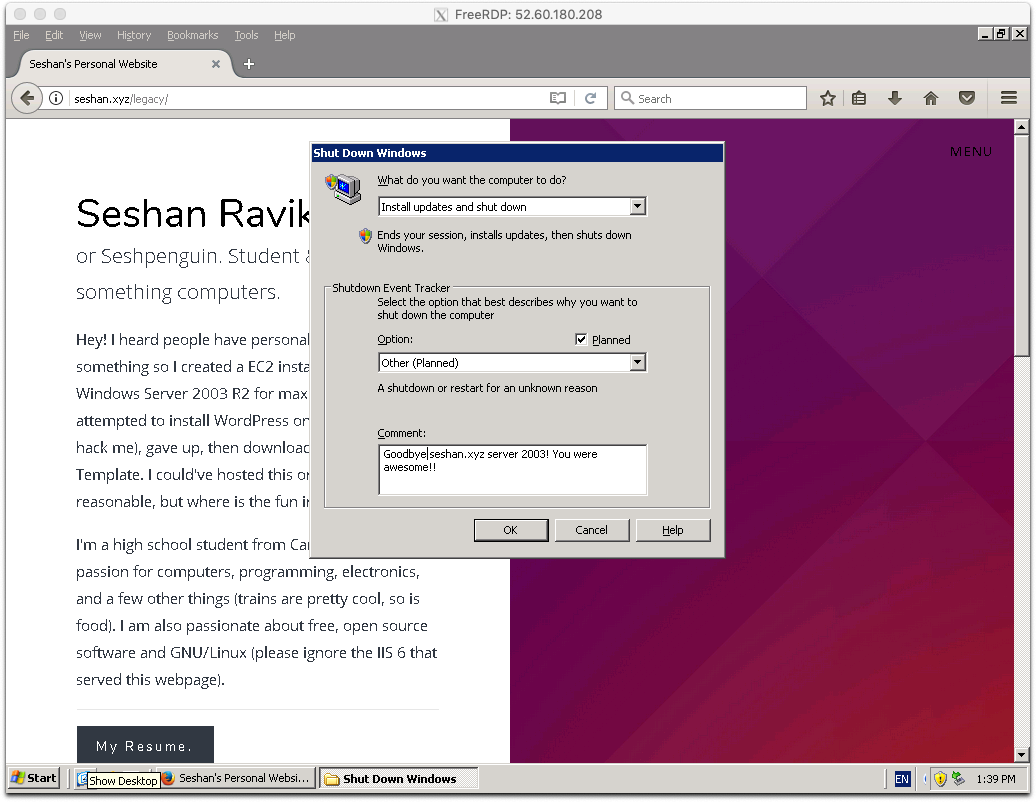 FreeRDP: 52.60.180.208
File Edit View History Bookmarks Tools Help
Seshan's Personal Website
seshan.xyz/legacy/
Search
MENU
Seshan
or Seshpenguin. Student
something computers.
Hey! I heard people have
something so I created a EC2
Windows Server 2003 R2 for
attempted to install WordPress
hack me), gave up, then
Template. I could've hosted this
reasonable, but where is the fun
I'm a high school student from
passion for computers, programming, electronics,
and a few other things (trains are pretty cool, so is
food). I am also passionate about free, open source
software and GNU/Linux (please ignore the IIS 6 that
served this webpage).
My Resume.
Shut Down Windows
What do you want the computer to do?
Install updates and shut down
Ends your session, installs updates, then shuts down
Windows.
Shutdown Event Tracker
Select the option that best describes why you want to
shut down the computer
Option:
Planned
Other (Planned)
A shutdown or restart for an unknown reason
Comment:
Goodbye seshan.xyz server 2003! You were
awesome!!
OK Cancel Help
Start
Show Desktop
Seshan's Personal Websi...
Shut Down Windows
EN
1:39 PM